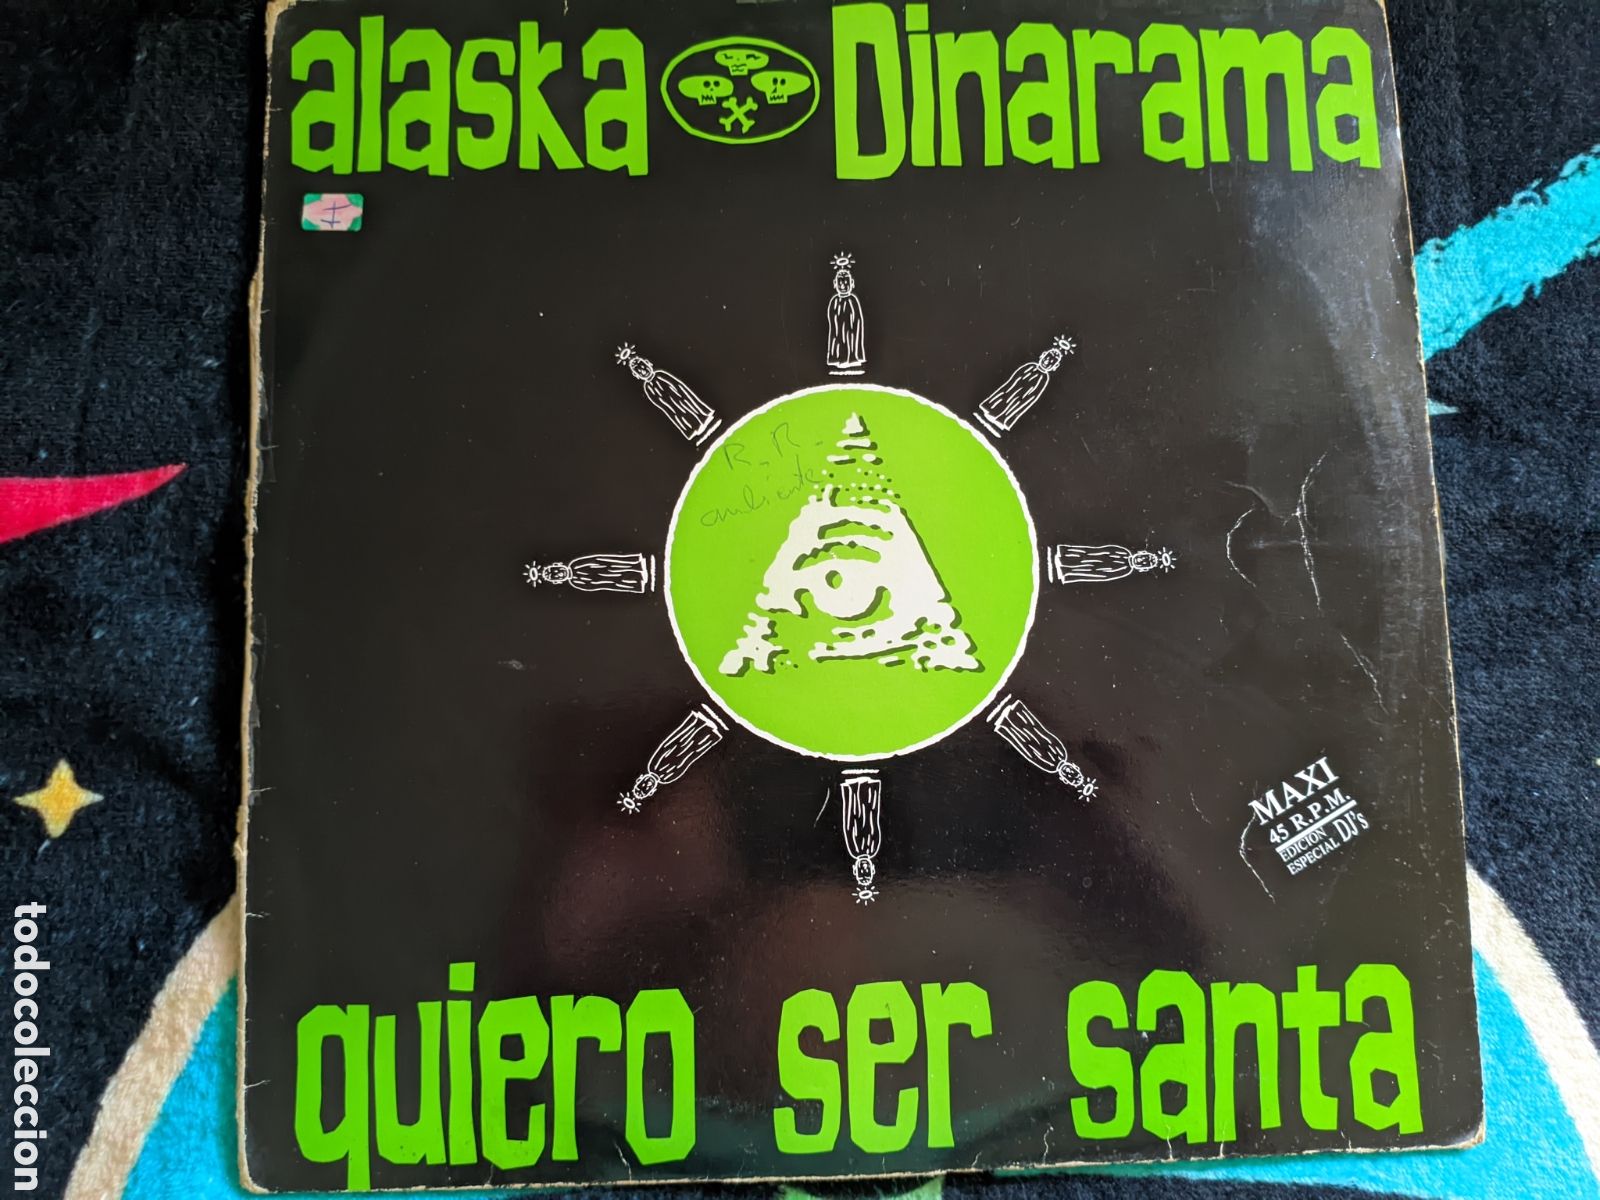 alaska Dinarama
H
R.R.
ambiente
MAXI
45 R.P.M.
EDICION
ESPECIAL DJ's
quiero ser santa
todocoleccion